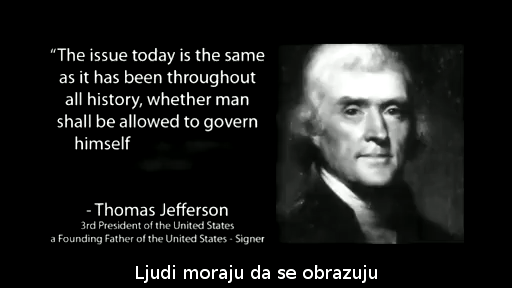 “The issue today is the same
as it has been throughout
all history, whether man
shall be allowed to govern
himself
- Thomas Jefferson
3rd President of the United States
a Founding Father of the United States - Signer
Ljudi moraju da se obrazuju